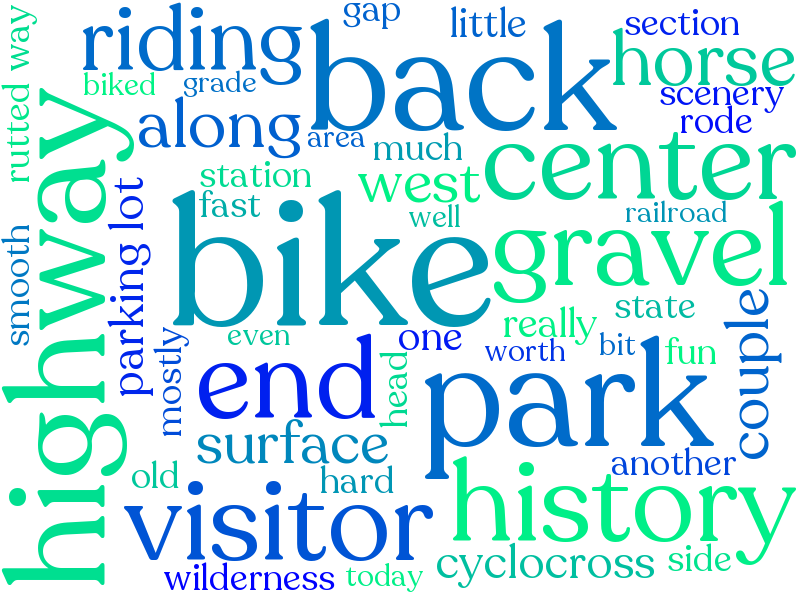 gap
little
section
riding
back
horse
biked
grade
scenery
rode
rutted way
along
area
much
center
station
west
fast
well
railroad
highway
parking lot
bike
gravel
smooth
state
really
even
one
worth
bit
fun
couple
mostly
end
head
park
surface
another
old
hard
history
visitor
cyclocross
side
wilderness
today